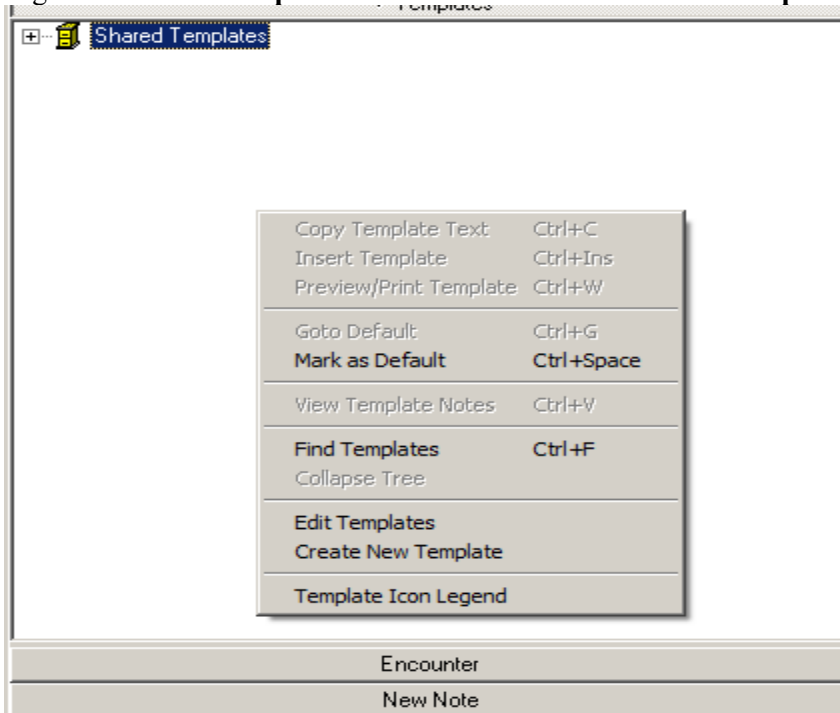 Templates
Shared Templates
Copy Template Text Ctrl+C
Insert Template Ctrl+Ins
Preview/Print Template Ctrl+W
Goto Default Ctrl+G
Mark as Default Ctrl+Space
View Template Notes Ctrl+V
Find Templates Ctrl+F
Collapse Tree
Edit Templates
Create New Template
Template Icon Legend
Encounter
New Note